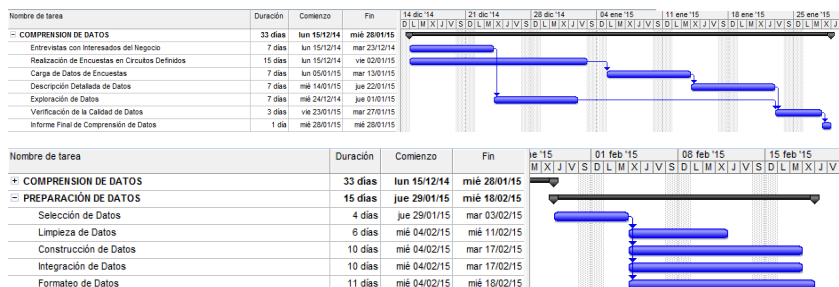 Nombre de tarea Duración Comienzo Fin 14 dic '14 21 dic '14 28 dic '14 04 ene '15 11 ene '15 18 ene '15 25 ene '15
D L M X J V S D L M X J V S D L M X J V S D L M X J V S D L M X J V S D L M X J V S D L M X J
COMPRENSION DE DATOS 33 días lun 15/12/14 mié 28/01/15
Entrevistas con Interesados del Negocio 7 días lun 15/12/14 mar 23/12/14
Realización de Encuestas en Circuitos Definidos 15 días lun 15/12/14 vie 02/01/15
Carga de Datos de Encuestas 7 días lun 05/01/15 mar 13/01/15
Descripción Detallada de Datos 7 días mié 14/01/15 jue 22/01/15
Exploración de Datos 7 días mié 24/12/14 jue 01/01/15
Verificación de la Calidad de Datos 3 días vie 23/01/15 mar 27/01/15
Informe Final de Comprensión de Datos 1 día mié 28/01/15 mié 28/01/15
Nombre de tarea Duración Comienzo Fin ne '15 01 feb '15 08 feb '15 15 feb '15
M X J V S D L M X J V S D L M X J V S D L M X J V
COMPRENSION DE DATOS 33 días lun 15/12/14 mié 28/01/15
PREPARACIÓN DE DATOS 15 días jue 29/01/15 mié 18/02/15
Selección de Datos 4 días jue 29/01/15 mar 03/02/15
Limpieza de Datos 6 días mié 04/02/15 mié 11/02/15
Construcción de Datos 10 días mié 04/02/15 mar 17/02/15
Integración de Datos 10 días mié 04/02/15 mar 17/02/15
Formateo de Datos 11 días mié 04/02/15 mié 18/02/15